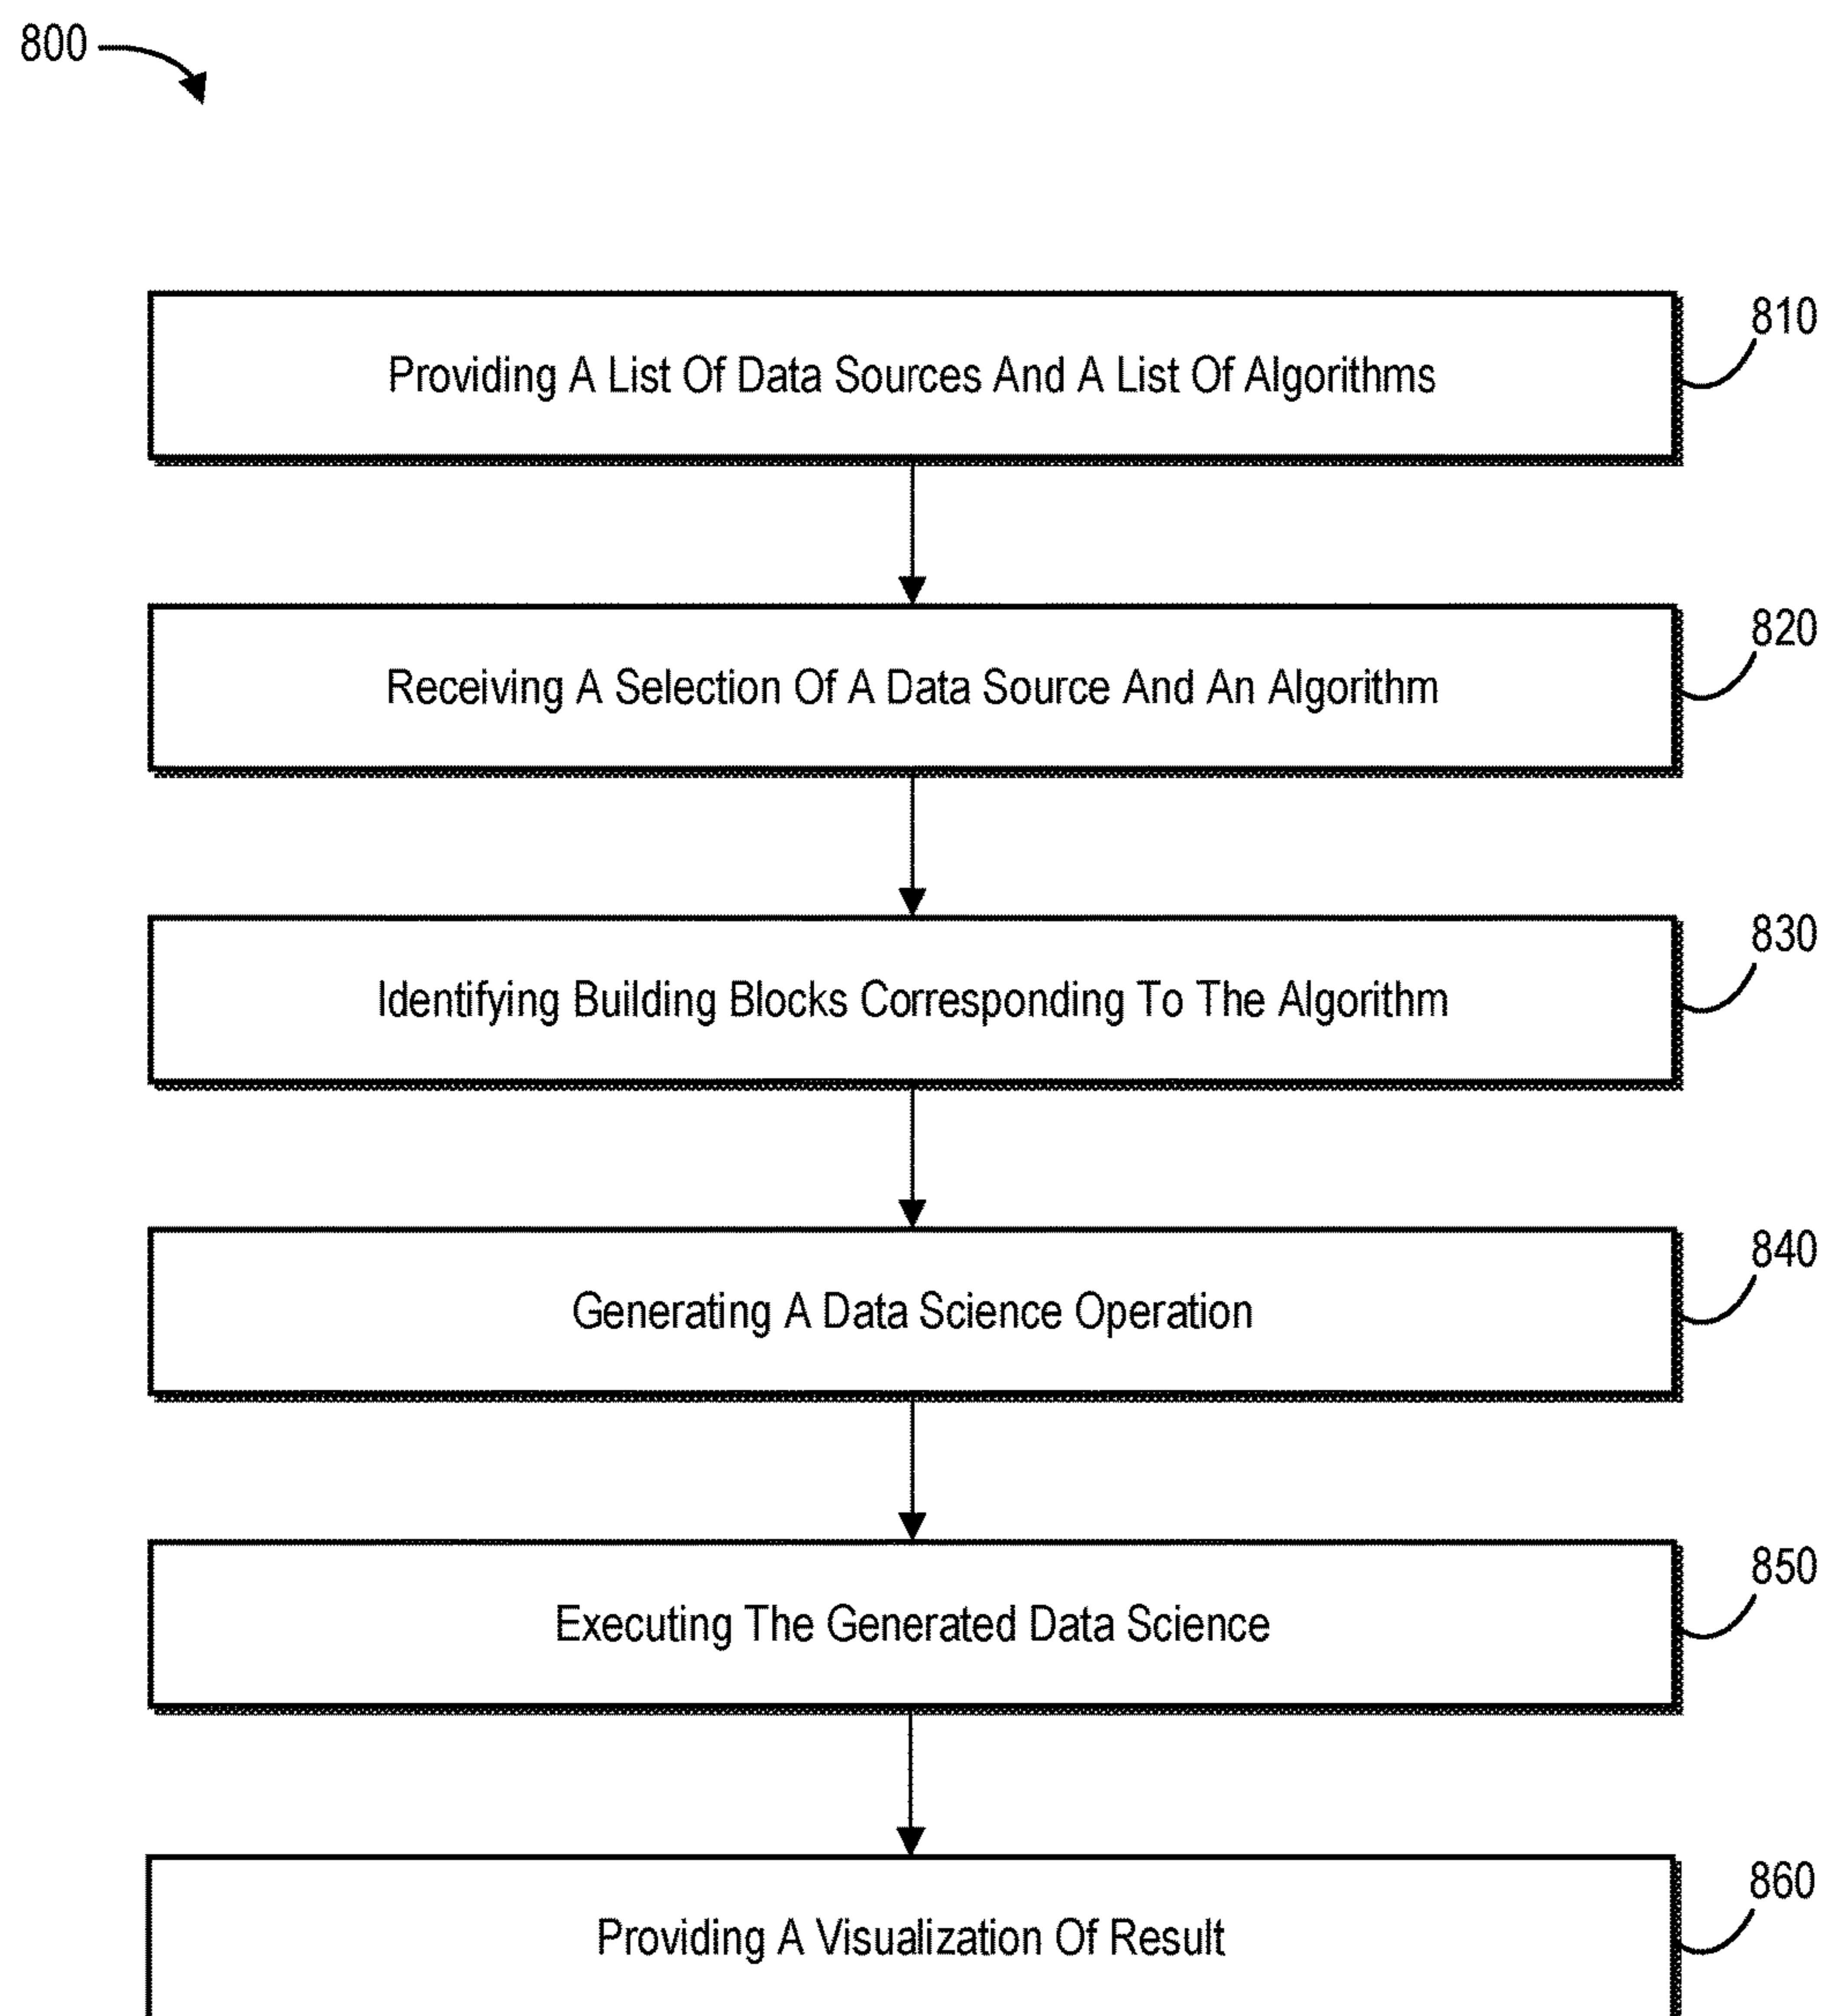 800
810
Providing A List Of Data Sources And A List Of Algorithms
820
Receiving A Selection Of A Data Source And An Algorithm
830
Identifying Building Blocks Corresponding To The Algorithm
840
Generating A Data Science Operation
850
Executing The Generated Data Science
860
Providing A Visualization Of Result